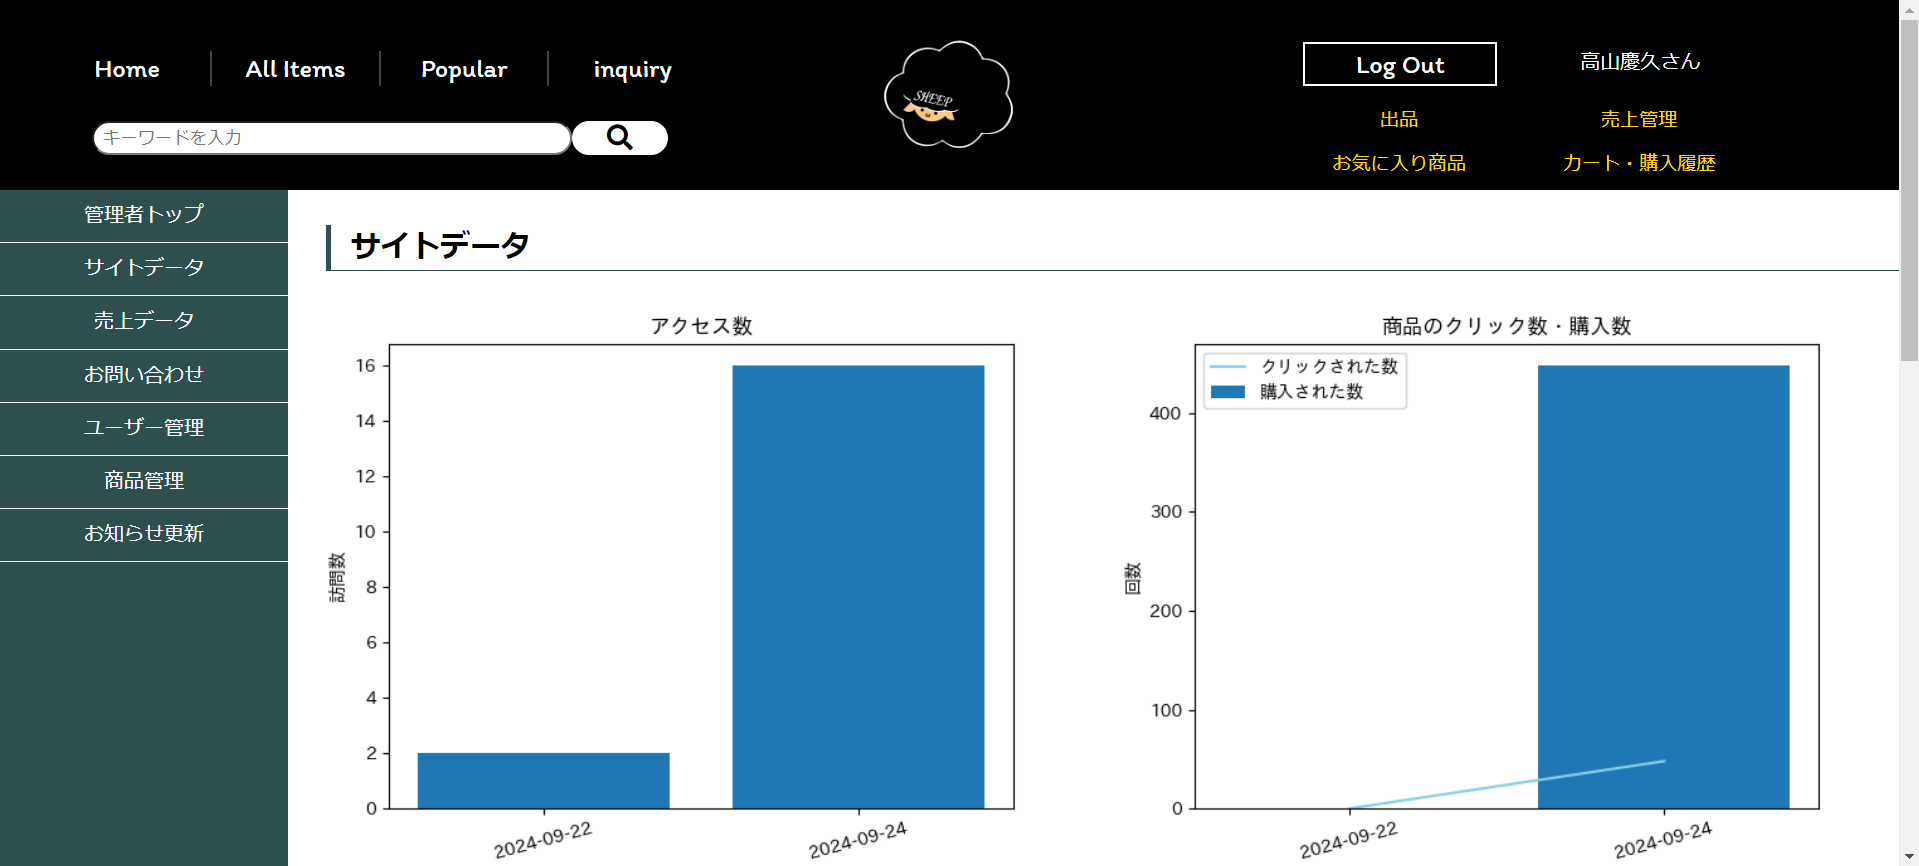 Home
All Items
Popular
inquiry
キーワードを入力
SHEEP
Log Out
高山慶久さん
出品
売上管理
お気に入り商品
カート・購入履歴
管理者トップ
サイトデータ
売上データ
お問い合わせ
ユーザー管理
商品管理
お知らせ更新
サイトデータ
アクセス数
16
14
12
10
8
6
4
2
0
訪問数
2024-09-22
2024-09-24
商品のクリック数・購入数
クリックされた数
購入された数
400
300
200
100
0
回数
2024-09-22
2024-09-24